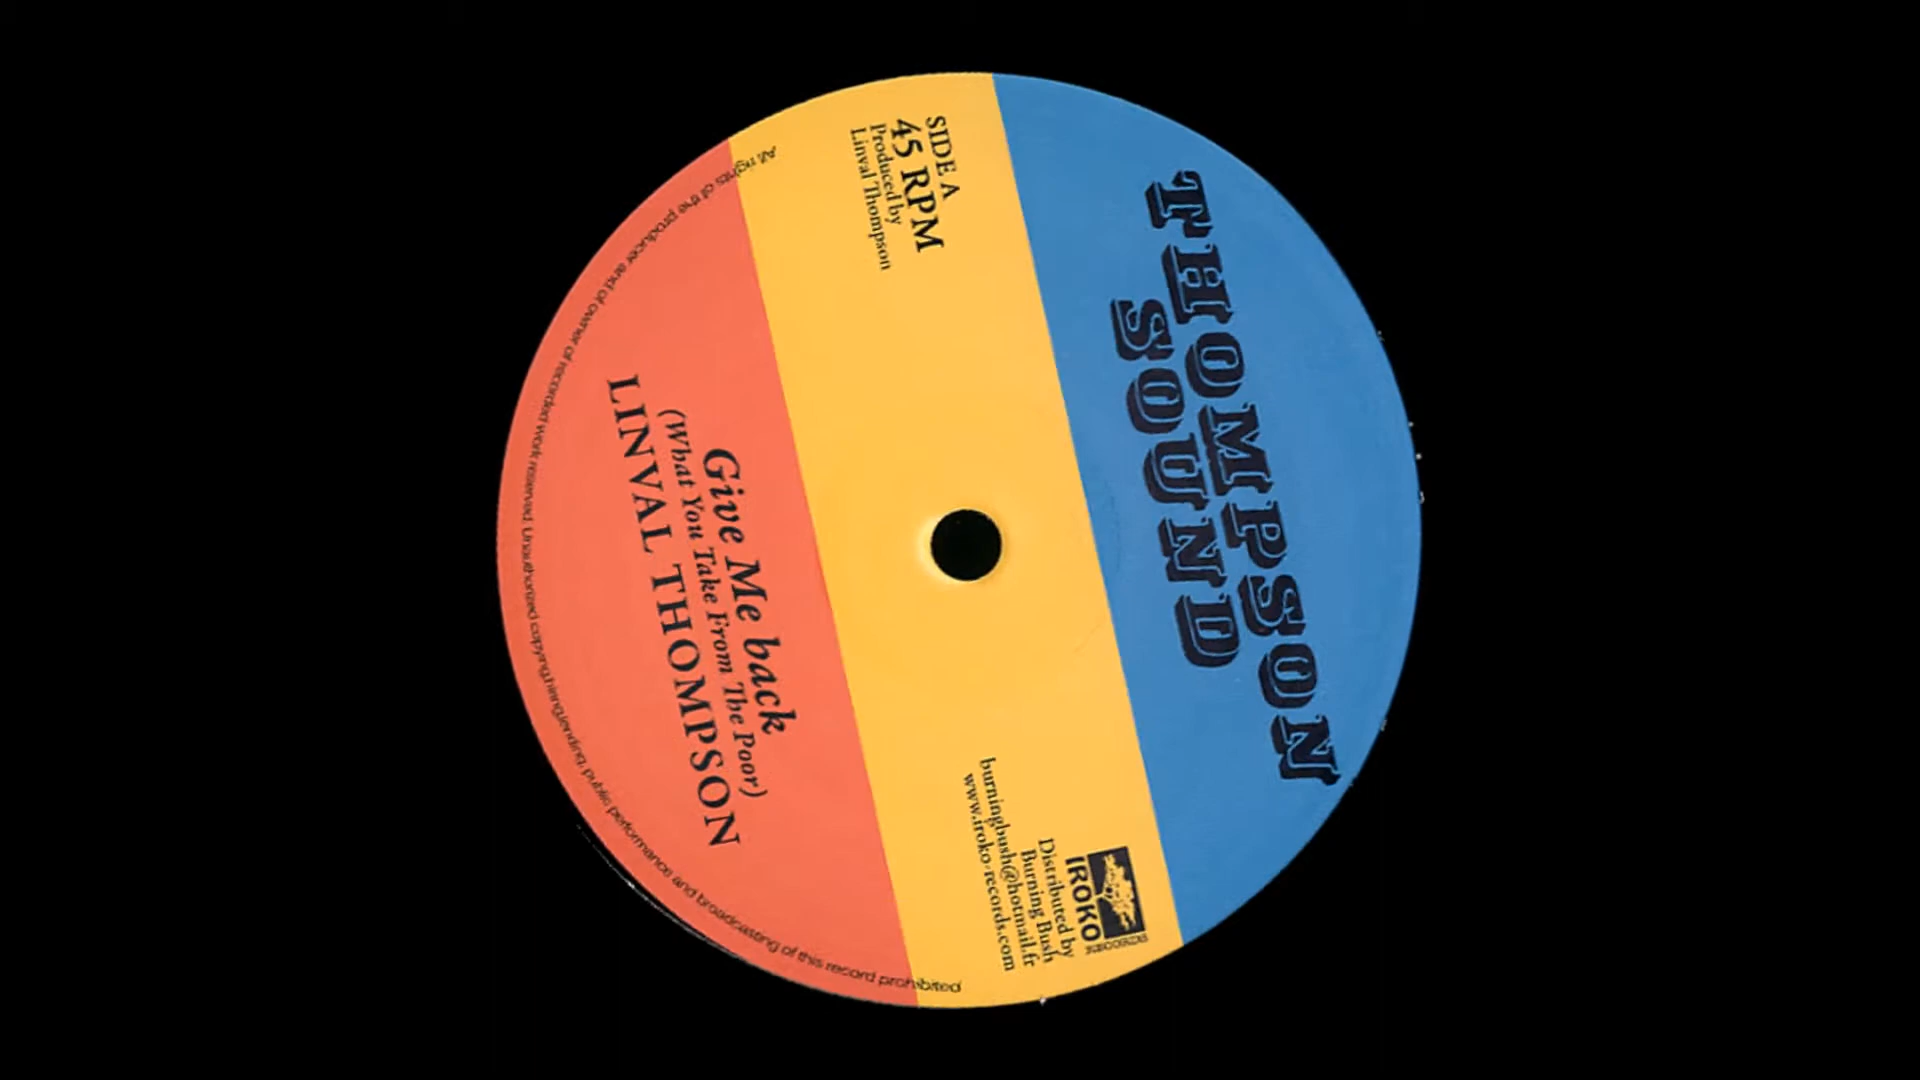 THOMPSON
SOUND
SIDE A
45 RPM
Produced by
Linval Thompson
IROKO
RECORDS
Distributed by
Burning Bush
burningbush@hotmail.fr
www.iroko-records.com
Give Me back
(What You Take From The Poor)
LINVAL THOMPSON
All rights of the producer and of owner of recorded work reserved. Unauthorized copying, hiring, lending, public performance and broadcasting of this record prohibited